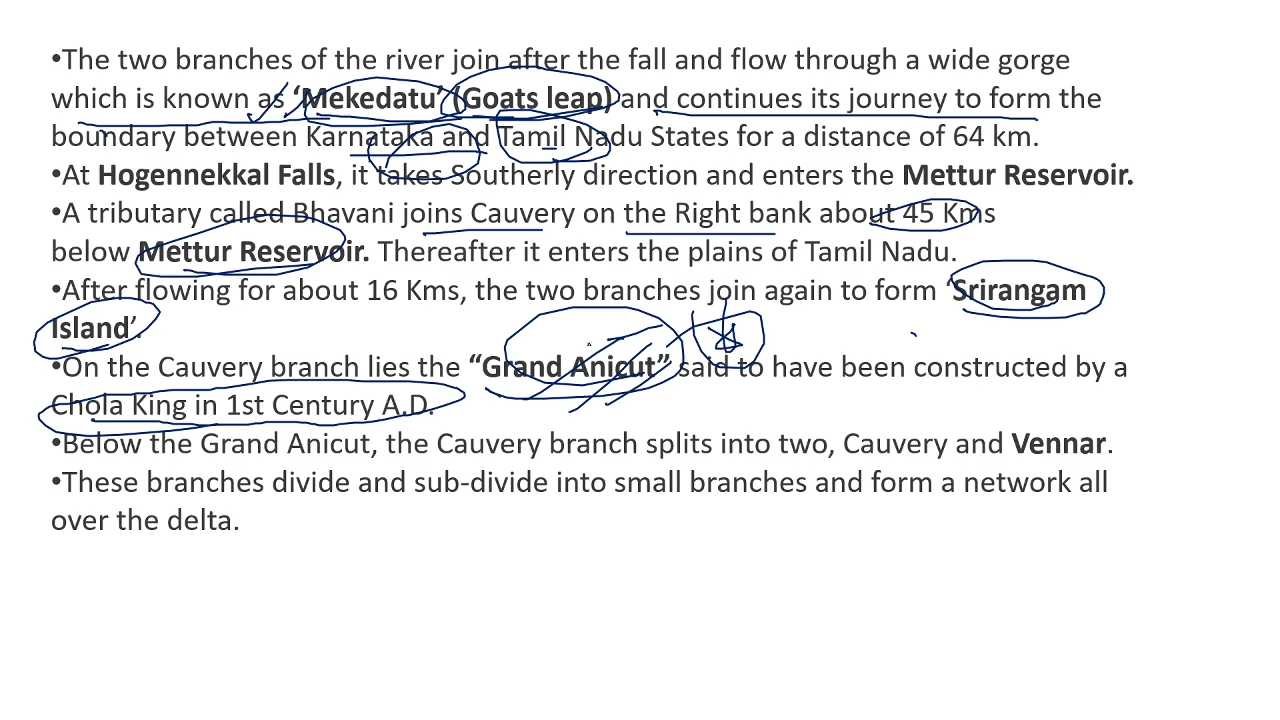 •The two branches of the river join after the fall and flow through a wide gorge
which is known as ‘Mekedatu’ (Goats leap) and continues its journey to form the
boundary between Karnataka and Tamil Nadu States for a distance of 64 km.
•At Hogennekkal Falls, it takes Southerly direction and enters the Mettur Reservoir.
•A tributary called Bhavani joins Cauvery on the Right bank about 45 Kms
below Mettur Reservoir. Thereafter it enters the plains of Tamil Nadu.
•After flowing for about 16 Kms, the two branches join again to form ‘Srirangam
Island’.
•On the Cauvery branch lies the “Grand Anicut” said to have been constructed by a
Chola King in 1st Century A.D.
•Below the Grand Anicut, the Cauvery branch splits into two, Cauvery and Vennar.
•These branches divide and sub-divide into small branches and form a network all
over the delta.